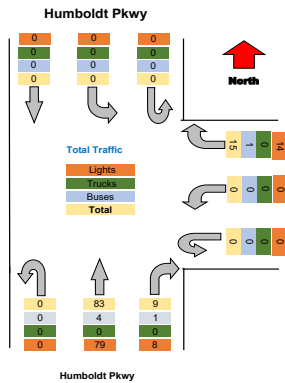 Humboldt Pkwy
0 0 0
0 0 0
0 0 0
0 0 0
North
15 1 0 14
Total Traffic
Lights
Trucks
Buses
Total
0 0 0 0
0 0 0 0
0 83 9
0 4 1
0 0 0
0 79 8
Humboldt Pkwy